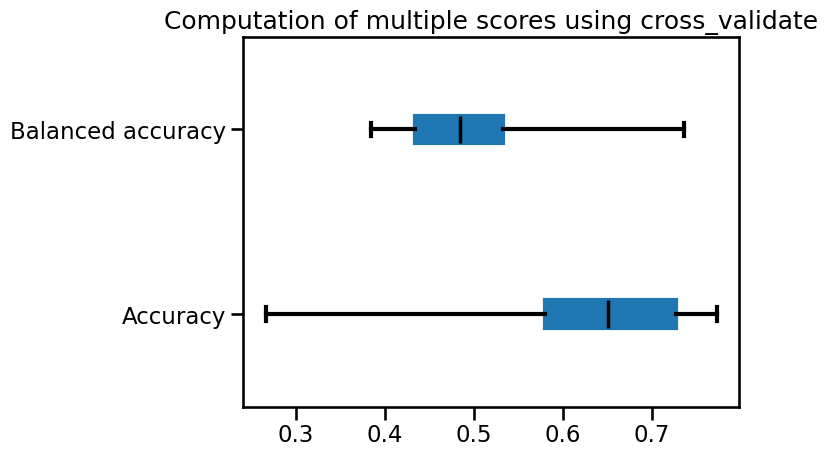 Computation of multiple scores using cross_validate
Balanced accuracy
Accuracy
0.3 0.4 0.5 0.6 0.7